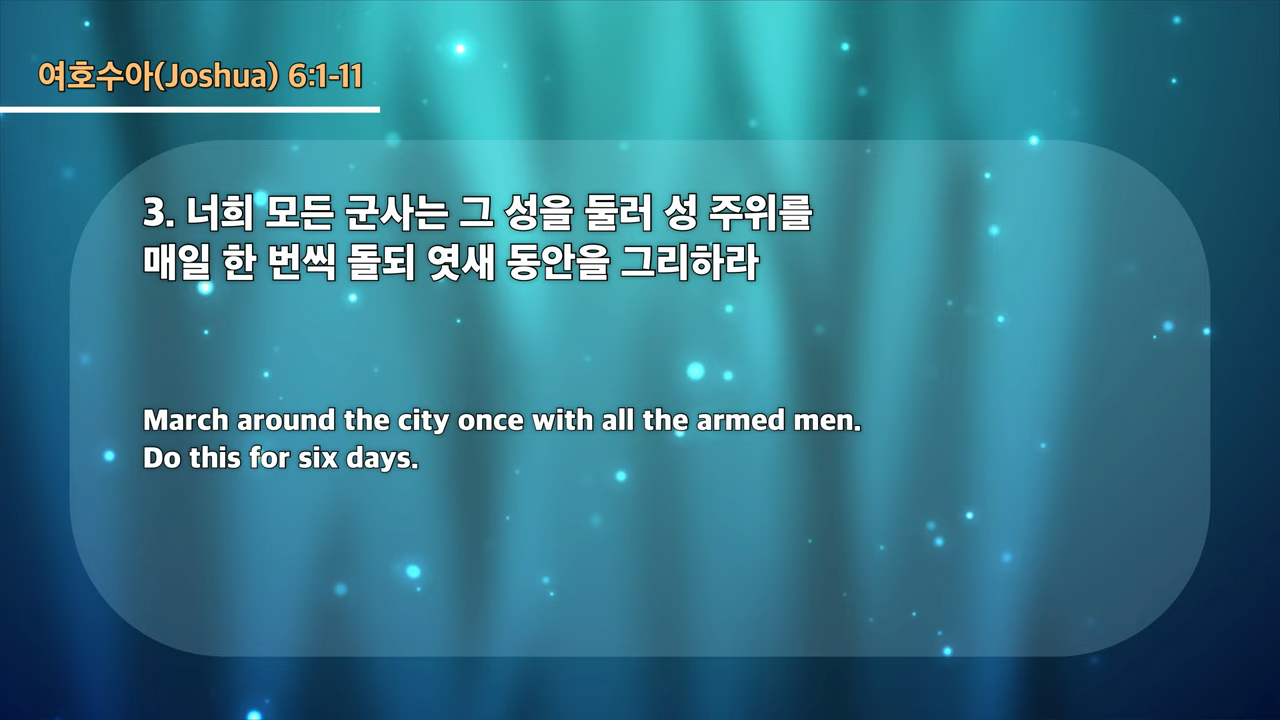 여호수아(Joshua) 6:1-11
3. 너희 모든 군사는 그 성을 둘러 성 주위를
매일 한 번씩 돌되 엿새 동안을 그리하라
March around the city once with all the armed men.
Do this for six days.